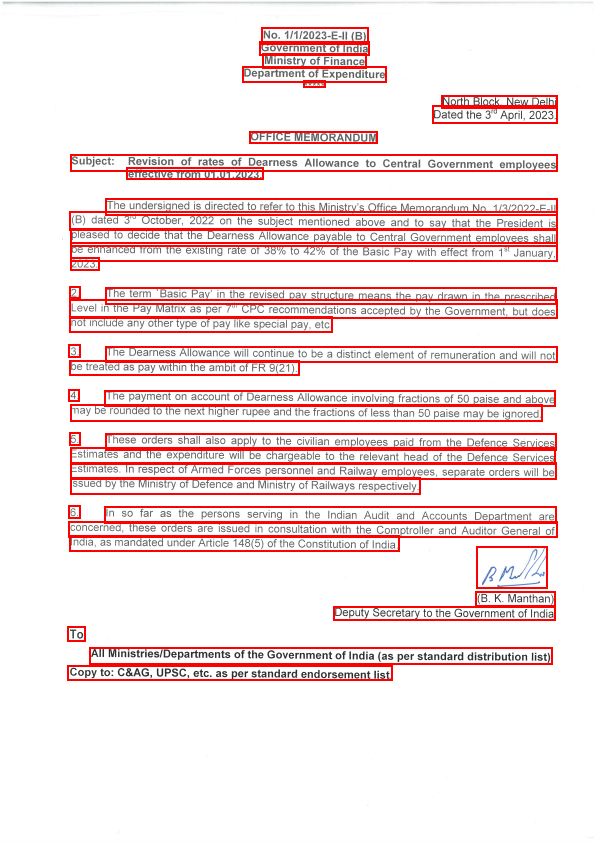 No. 1/1/2023-E-II (B)
Government of India
Ministry of Finance
Department of Expenditure
*****
North Block, New Delhi
Dated the 3rd April, 2023.
OFFICE MEMORANDUM
Subject: Revision of rates of Dearness Allowance to Central Government employees
effective from 01.01.2023.
The undersigned is directed to refer to this Ministry's Office Memorandum No. 1/3/2022-E-II
(B) dated 3rd October, 2022 on the subject mentioned above and to say that the President is
pleased to decide that the Dearness Allowance payable to Central Government employees shall
be enhanced from the existing rate of 38% to 42% of the Basic Pay with effect from 1st January,
2023.
2. The term `Basic Pay' in the revised pay structure means the pay drawn in the prescribed
Level in the Pay Matrix as per 7th CPC recommendations accepted by the Government, but does
not include any other type of pay like special pay, etc
3. The Dearness Allowance will continue to be a distinct element of remuneration and will not
be treated as pay within the ambit of FR 9(21).
4. The payment on account of Dearness Allowance involving fractions of 50 paise and above
may be rounded to the next higher rupee and the fractions of less than 50 paise may be ignored.
5. These orders shall also apply to the civilian employees paid from the Defence Services
Estimates and the expenditure will be chargeable to the relevant head of the Defence Services
Estimates. In respect of Armed Forces personnel and Railway employees, separate orders will be
issued by the Ministry of Defence and Ministry of Railways respectively.
6. In so far as the persons serving in the Indian Audit and Accounts Department are
concerned, these orders are issued in consultation with the Comptroller and Auditor General of
India, as mandated under Article 148(5) of the Constitution of India.
(B. K. Manthan)
Deputy Secretary to the Government of India
To
All Ministries/Departments of the Government of India (as per standard distribution list)
Copy to: C&AG, UPSC, etc. as per standard endorsement list.